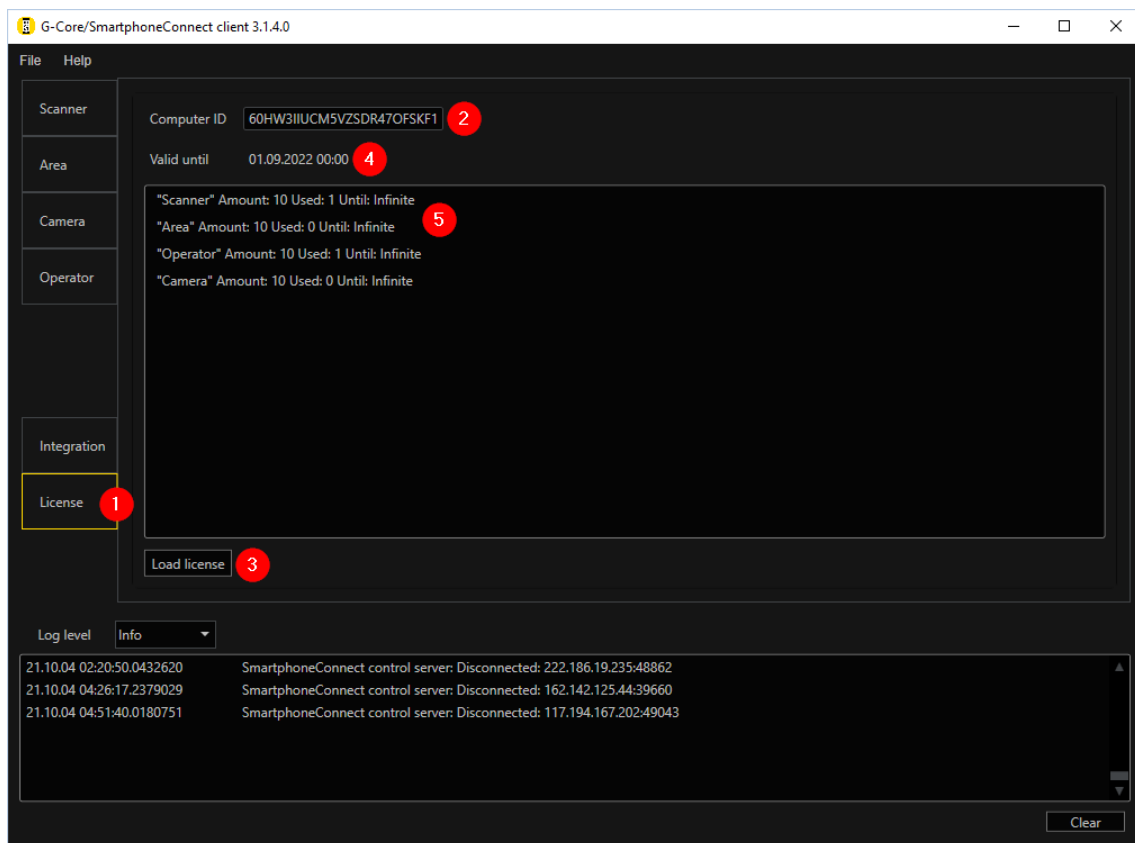 G-Core/SmartphoneConnect client 3.1.4.0
File Help
Scanner
Area
Camera
Operator
Integration
License 1
Computer ID 60HW3IIUCM5VZSDR47OFSKF1 2
Valid until 01.09.2022 00:00 4
"Scanner" Amount: 10 Used: 1 Until: Infinite
"Area" Amount: 10 Used: 0 Until: Infinite
5
"Operator" Amount: 10 Used: 1 Until: Infinite
"Camera" Amount: 10 Used: 0 Until: Infinite
Load license 3
Log level Info
21.10.04 02:20:50.0432620 SmartphoneConnect control server: Disconnected: 222.186.19.235:48862
21.10.04 04:26:17.2379029 SmartphoneConnect control server: Disconnected: 162.142.125.44:39660
21.10.04 04:51:40.0180751 SmartphoneConnect control server: Disconnected: 117.194.167.202:49043
Clear